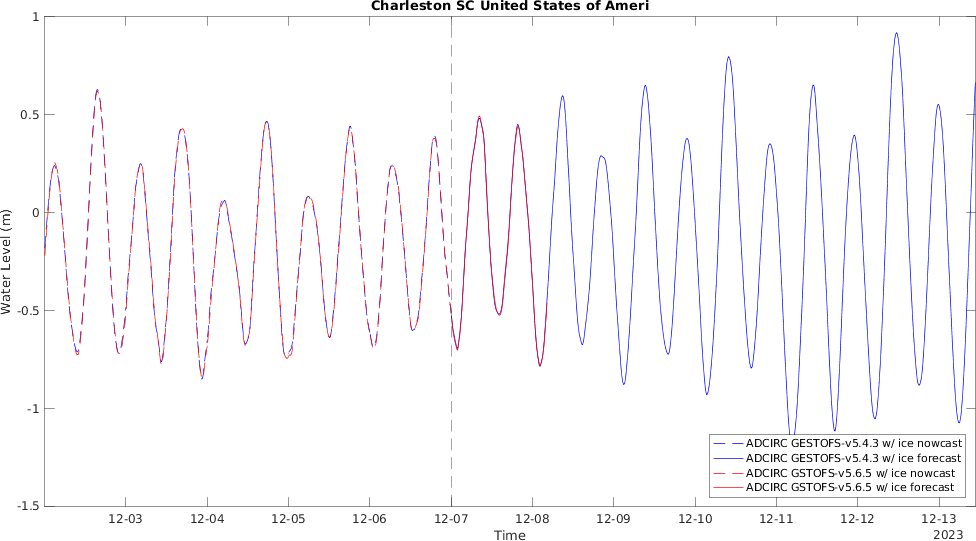 Charleston SC United States of Ameri
1
0.5
0
-0.5
-1
-1.5
Water Level (m)
12-03
12-04
12-05
12-06
12-07
12-08
12-09
12-10
12-11
12-12
12-13
Time
2023
ADCIRC GESTOFS-v5.4.3 w/ ice nowcast
ADCIRC GESTOFS-v5.4.3 w/ ice forecast
ADCIRC GSTOFS-v5.6.5 w/ ice nowcast
ADCIRC GSTOFS-v5.6.5 w/ ice forecast